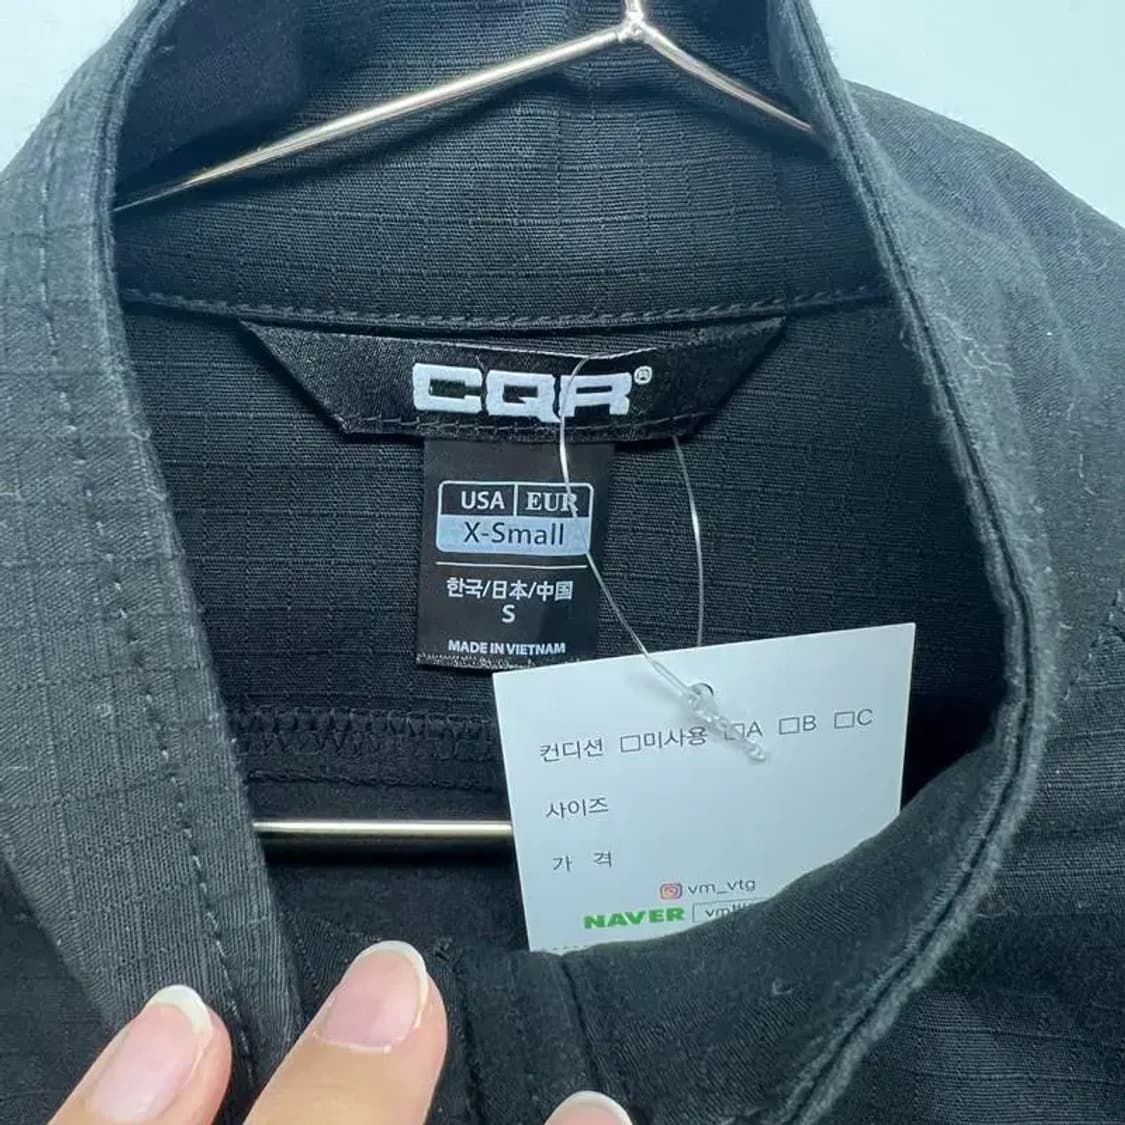 CQR®
USA EUR
X-Small
한국/日本/中国
S
MADE IN VIETNAM
컨디션 □미사용 □A □B □C
사이즈
가 격
vm_vtg
NAVER